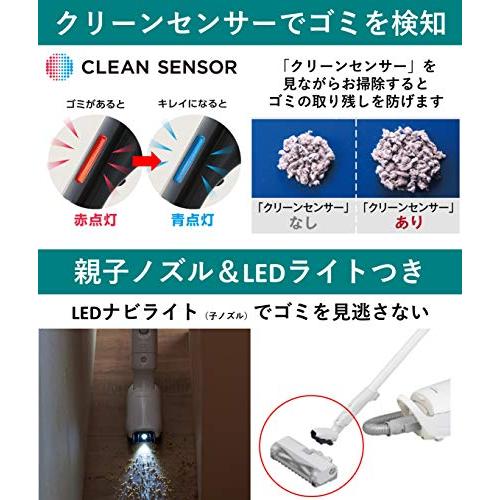 クリーンセンサーでゴミを検知
CLEAN SENSOR
ゴミがあると
キレイになると
赤点灯
青点灯
「クリーンセンサー」を
見ながらお掃除すると
ゴミの取り残しを防げます
「クリーンセンサー」
なし
「クリーンセンサー」
あり
親子ノズル＆LEDライトつき
LEDナビライト（子ノズル）でゴミを見逃さない